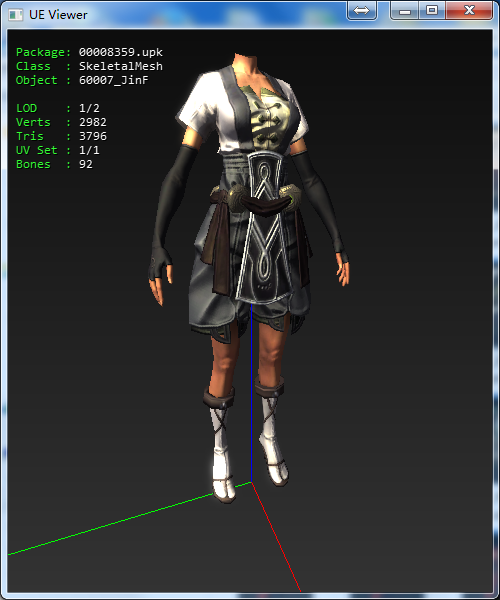 UE Viewer
Package: 00008359.upk
Class : SkeletalMesh
Object : 60007_JinF
LOD : 1/2
Verts : 2982
Tris : 3796
UV Set : 1/1
Bones : 92